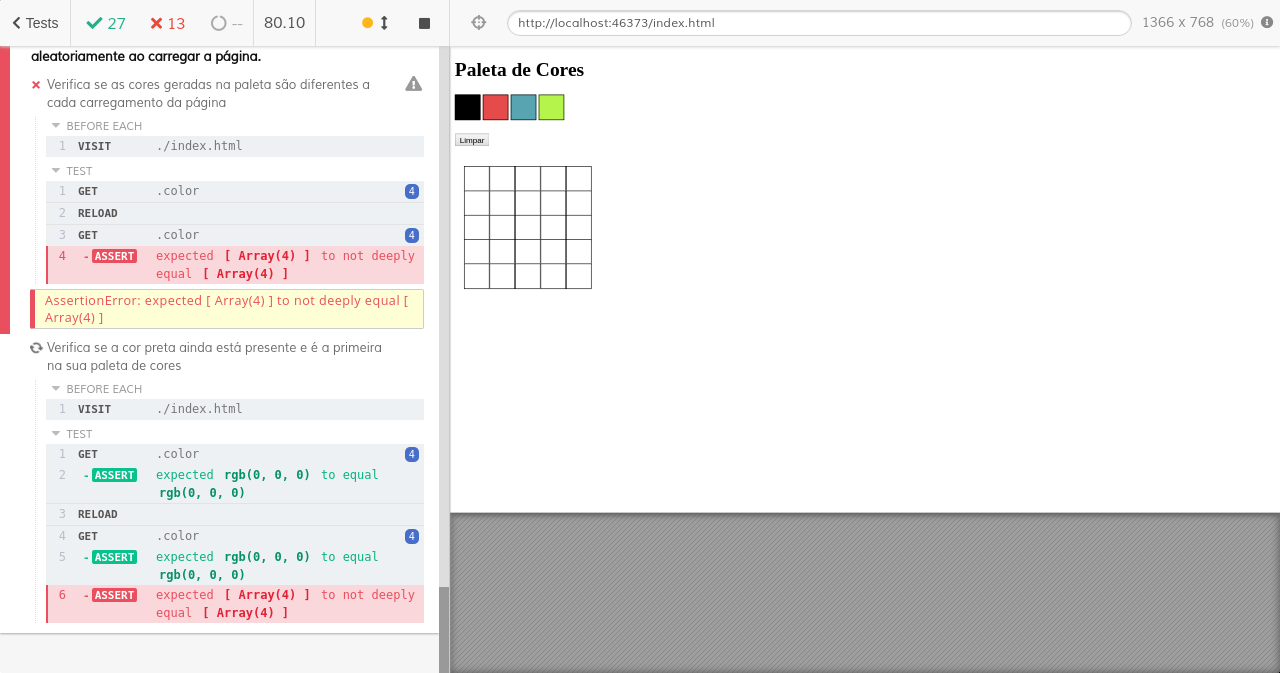 Tests
27
13
--
80.10
http://localhost:46373/index.html
1366 x 768 (60%)
aleatoriamente ao carregar a página.
Verifica se as cores geradas na paleta são diferentes a
cada carregamento da página
BEFORE EACH
1 VISIT ./index.html
TEST
1 GET .color 4
2 RELOAD
3 GET .color 4
4 -ASSERT expected [ Array(4) ] to not deeply
equal [ Array(4) ]
AssertionError: expected [ Array(4) ] to not deeply equal [
Array(4) ]
Verifica se a cor preta ainda está presente e é a primeira
na sua paleta de cores
BEFORE EACH
1 VISIT ./index.html
TEST
1 GET .color 4
2 -ASSERT expected rgb(0, 0, 0) to equal
rgb(0, 0, 0)
3 RELOAD
4 GET .color 4
5 -ASSERT expected rgb(0, 0, 0) to equal
rgb(0, 0, 0)
6 -ASSERT expected [ Array(4) ] to not deeply
equal [ Array(4) ]
Paleta de Cores
Limpar